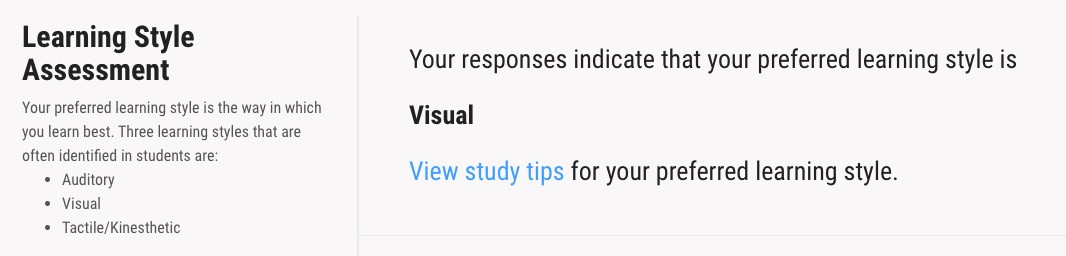 Learning Style
Assessment
Your preferred learning style is the way in which
you learn best. Three learning styles that are
often identified in students are:
• Auditory
• Visual
• Tactile/Kinesthetic
Your responses indicate that your preferred learning style is
Visual
View study tips for your preferred learning style.